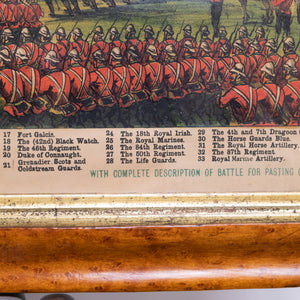 17 Fort Galcis.
18 The (42nd) Black Watch.
19 The 46th Regiment.
20 Duke of Connaught.
21 Grenadier, Scots and Coldstream Guards.
24 The 18th Royal Irish.
25 The Royal Marines.
26 The 84th Regiment.
27 The 60th Regiment.
28 The Life Guards.
29 The 4th and 7th Dragoon
30 The Horse Guards Blue.
31 The Royal Horse Artillery.
32 The 87th Regiment.
33 Royal Marine Artillery.
WITH COMPLETE DESCRIPTION OF BATTLE FOR PASTING